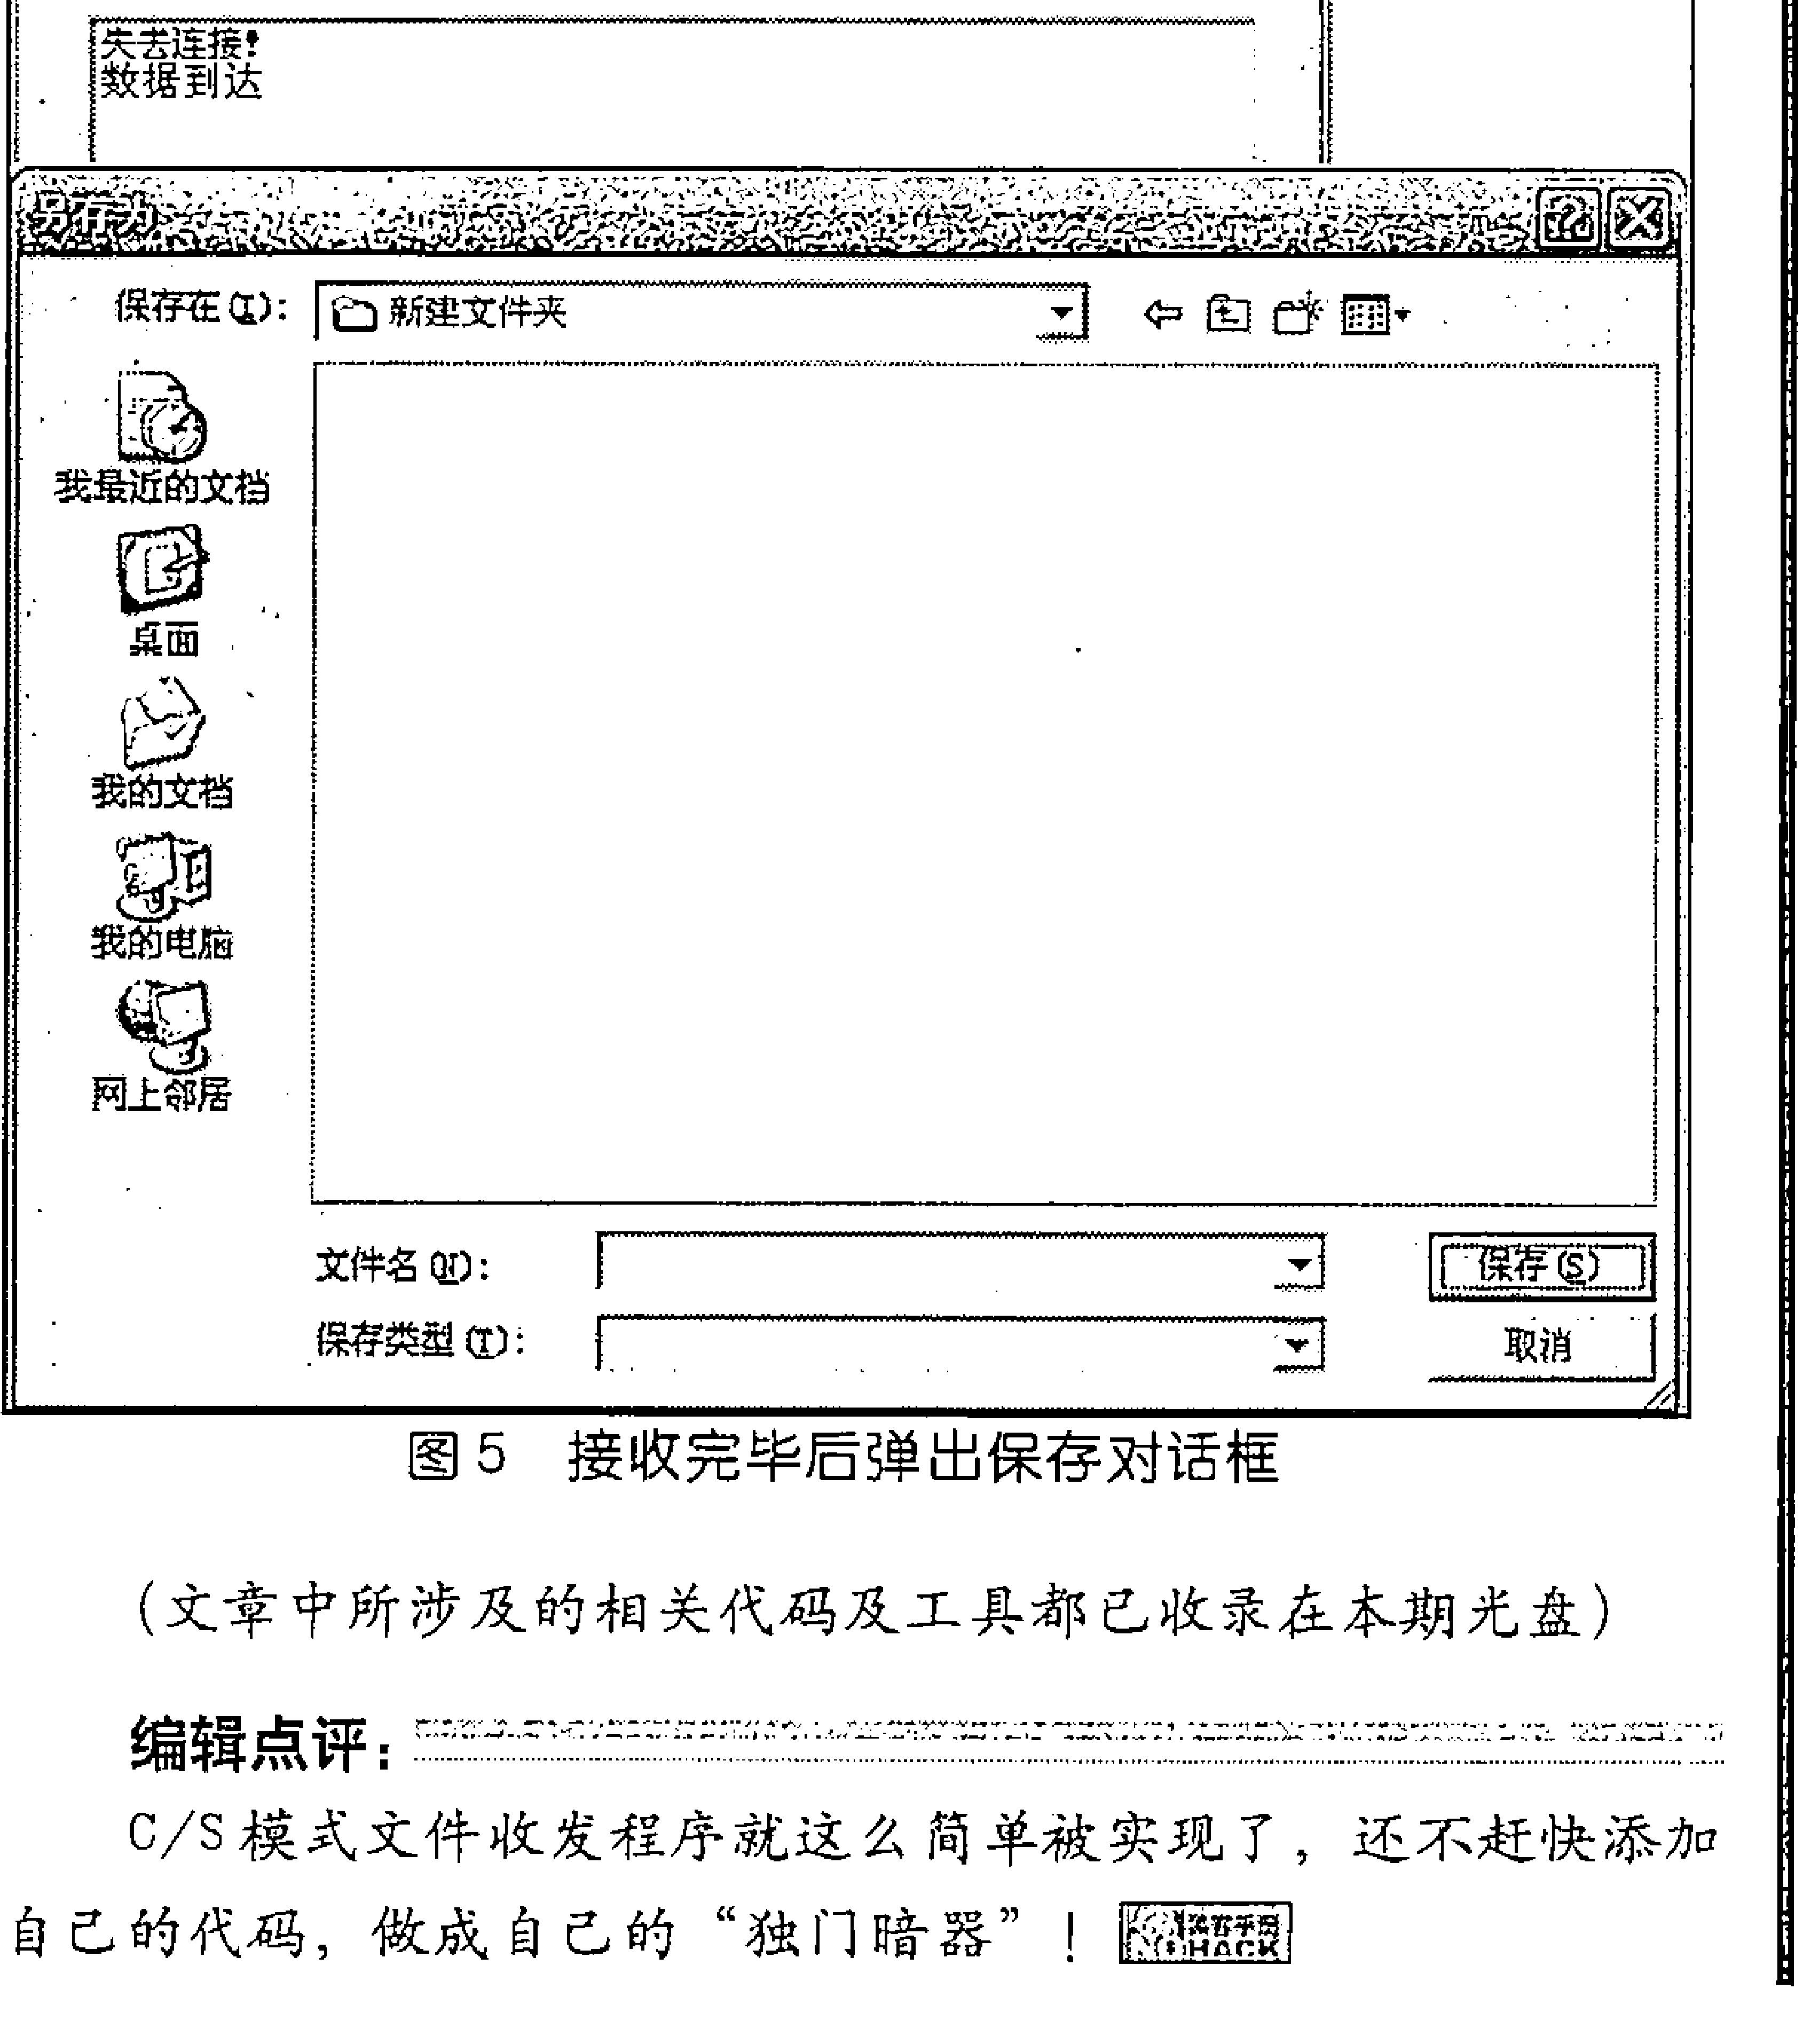 失去连接!
数据到达
另存为
保存在(I):
新建文件夹
我最近的文档
桌面
我的文档
我的电脑
网上邻居
文件名(N):
保存(S)
保存类型(T):
取消
图5 接收完毕后弹出保存对话框
(文章中所涉及的相关代码及工具都已收录在本期光盘)
编辑点评:
C/S模式文件收发程序就这么简单被实现了,还不赶快添加
自己的代码,做成自己的“独门暗器”!
HACK